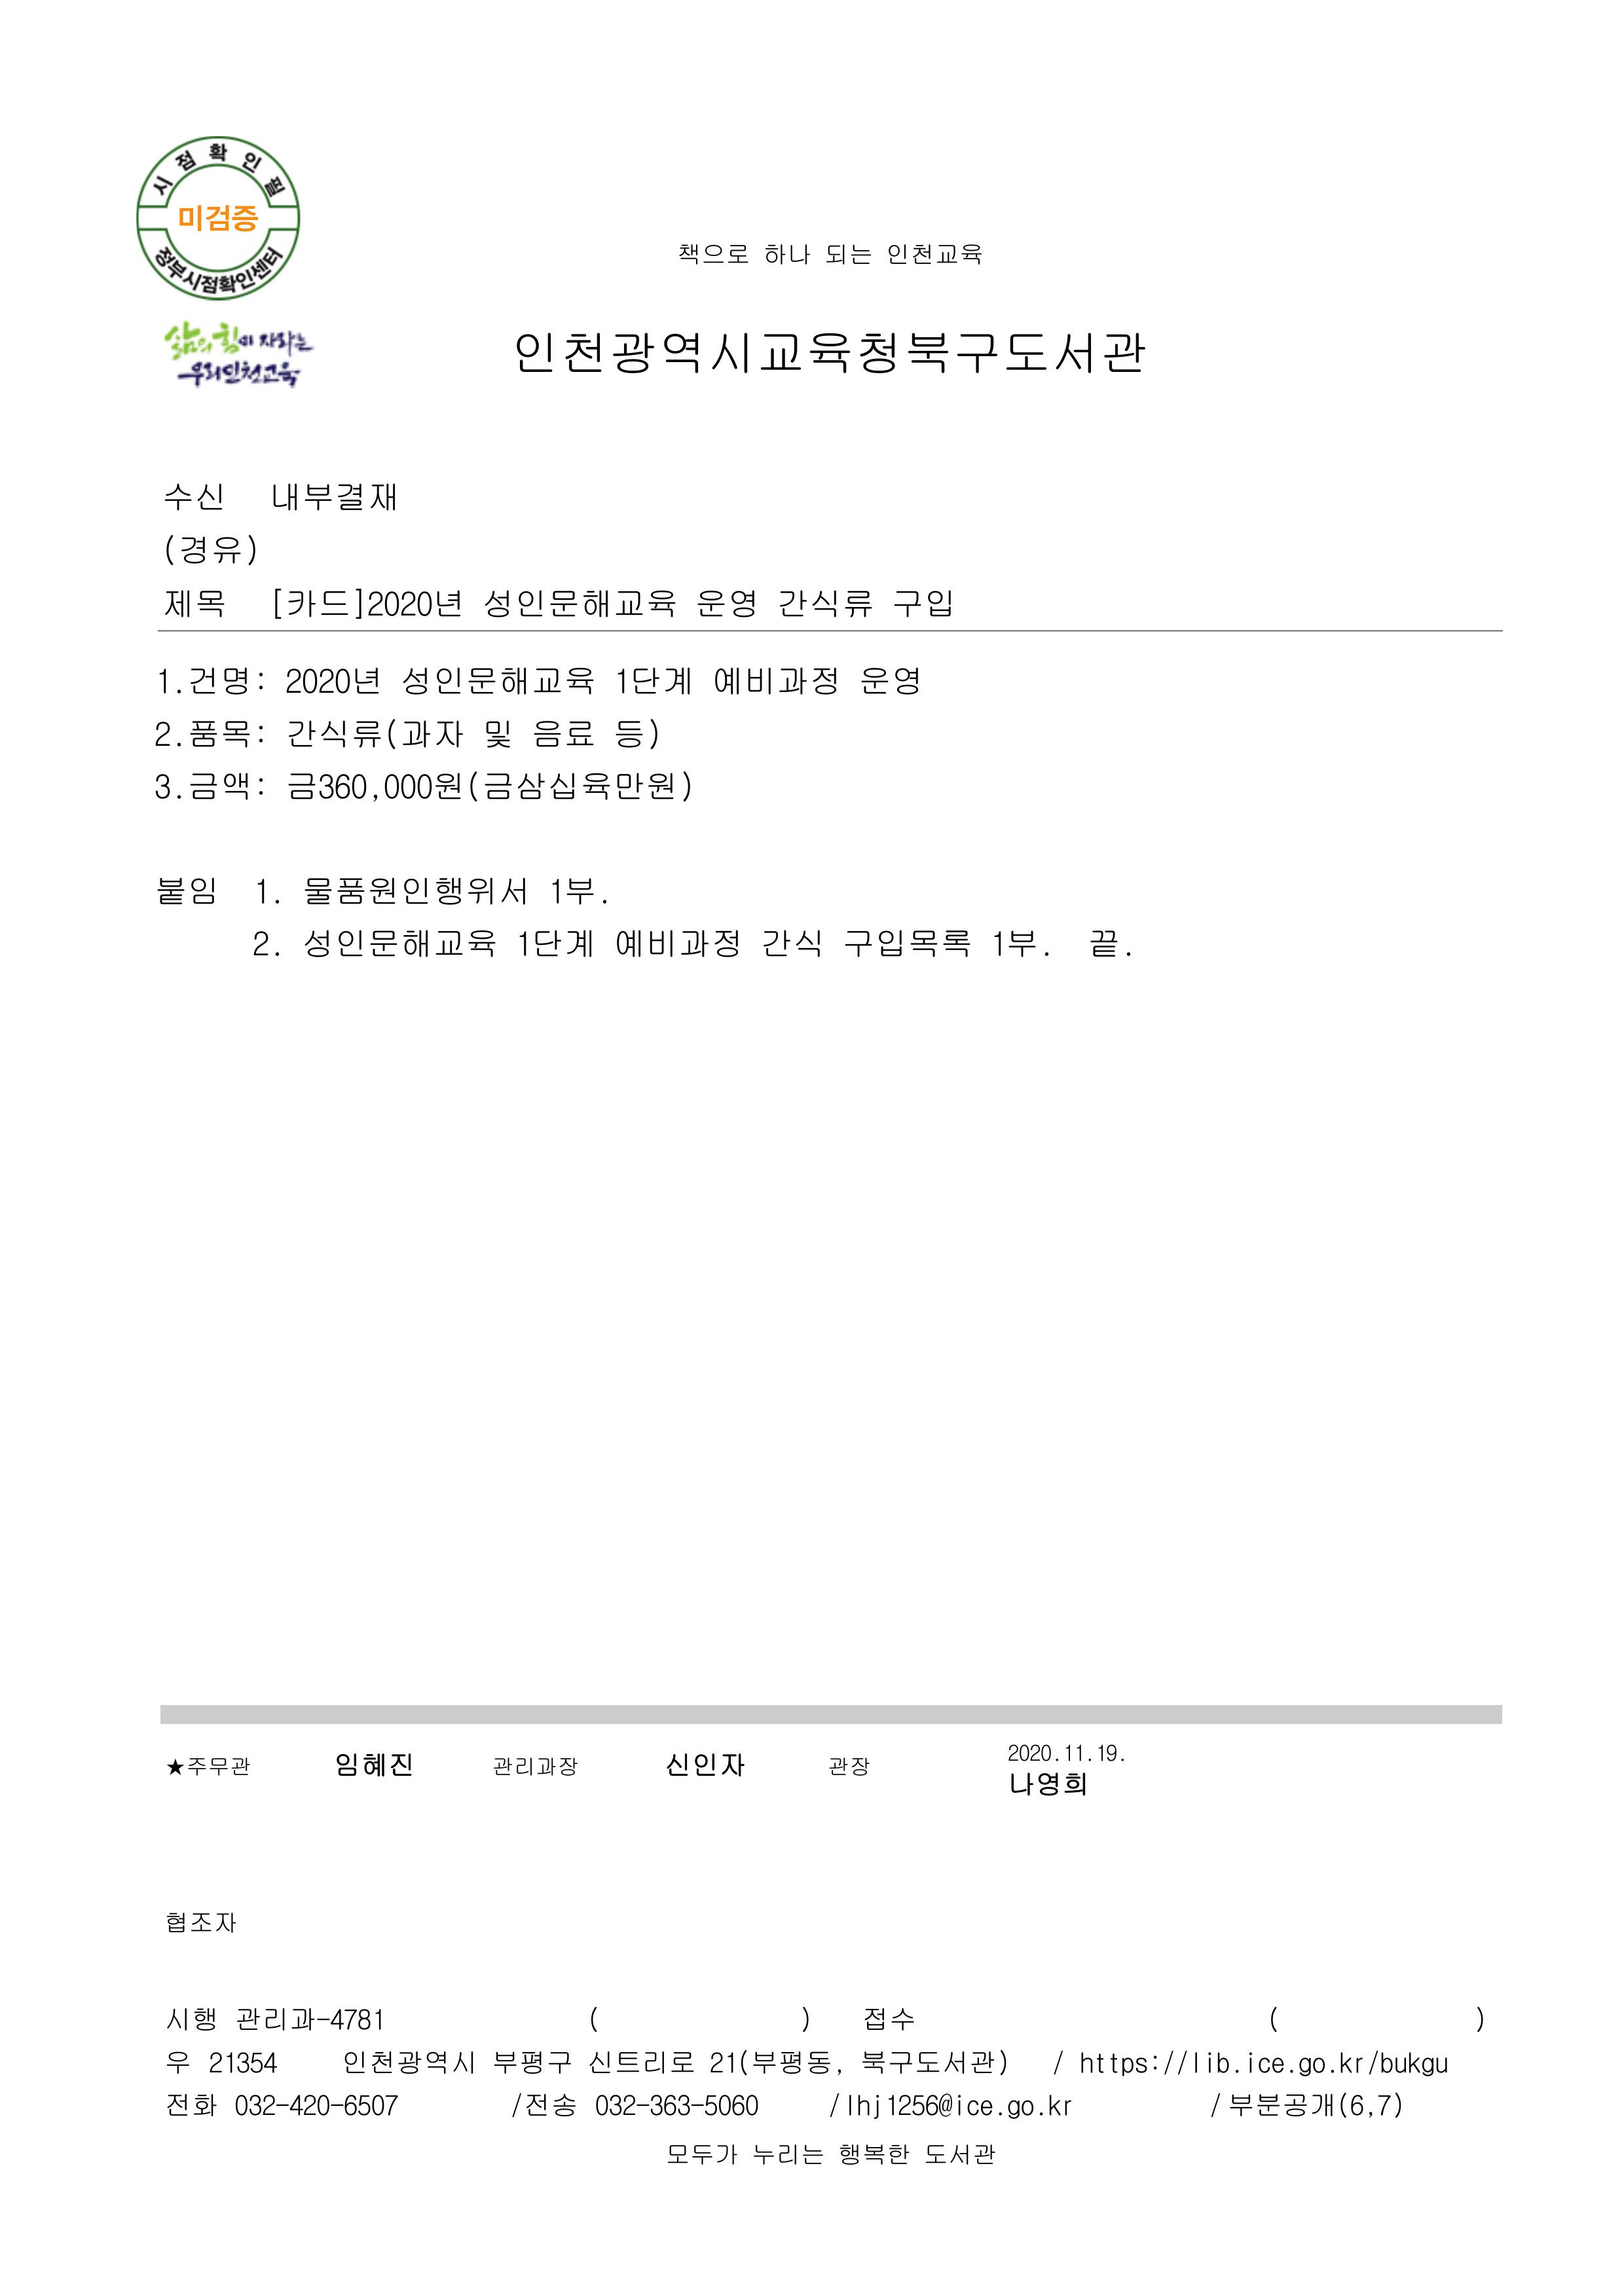 시점확인필
미검증
정부시점확인센터
책으로 하나 되는 인천교육
삶의 힘이 자라는
우리인천교육
인천광역시교육청북구도서관
수신 내부결재
(경유)
제목 [카드]2020년 성인문해교육 운영 간식류 구입
1.건명: 2020년 성인문해교육 1단계 예비과정 운영
2.품목: 간식류(과자 및 음료 등)
3.금액: 금360,000원(금삼십육만원)
붙임 1. 물품원인행위서 1부.
2. 성인문해교육 1단계 예비과정 간식 구입목록 1부. 끝.
★주무관 임혜진 관리과장 신인자 관장 2020.11.19.
나영희
협조자
시행 관리과-4781 ( ) 접수 ( )
우 21354 인천광역시 부평구 신트리로 21(부평동, 북구도서관) / https://lib.ice.go.kr/bukgu
전화 032-420-6507 /전송 032-363-5060 /lhj1256@ice.go.kr /부분공개(6,7)
모두가 누리는 행복한 도서관